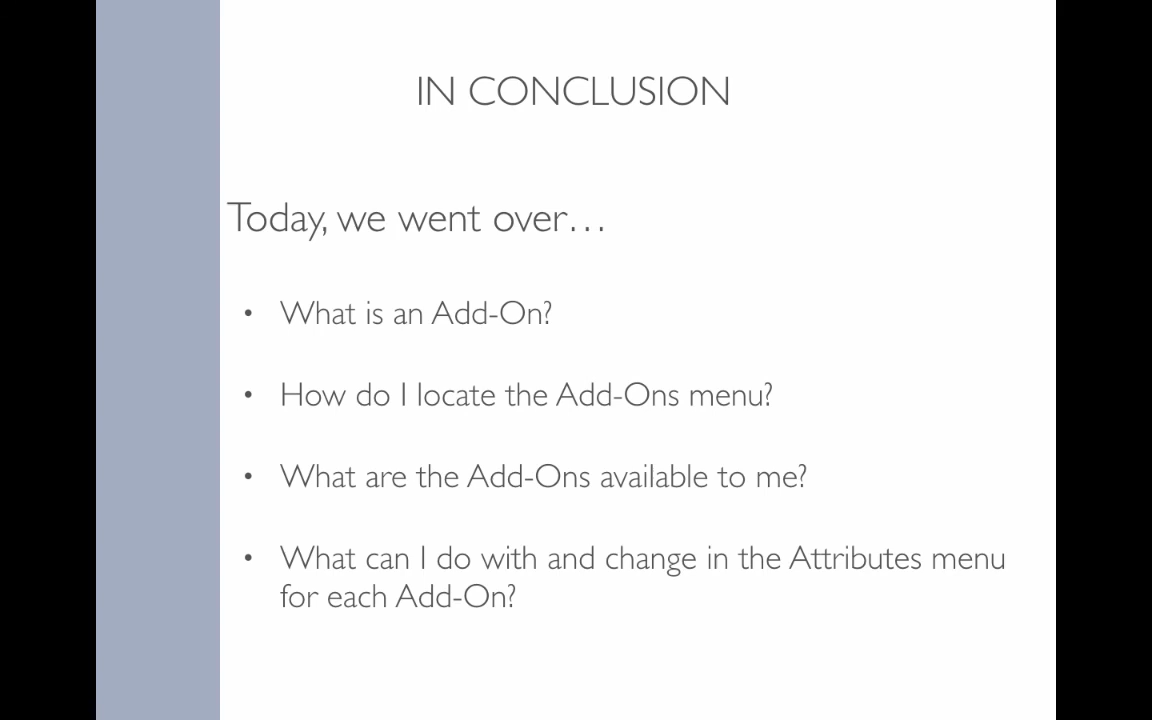 IN CONCLUSION
Today, we went over…
• What is an Add-On?
• How do I locate the Add-Ons menu?
• What are the Add-Ons available to me?
• What can I do with and change in the Attributes menu
for each Add-On?